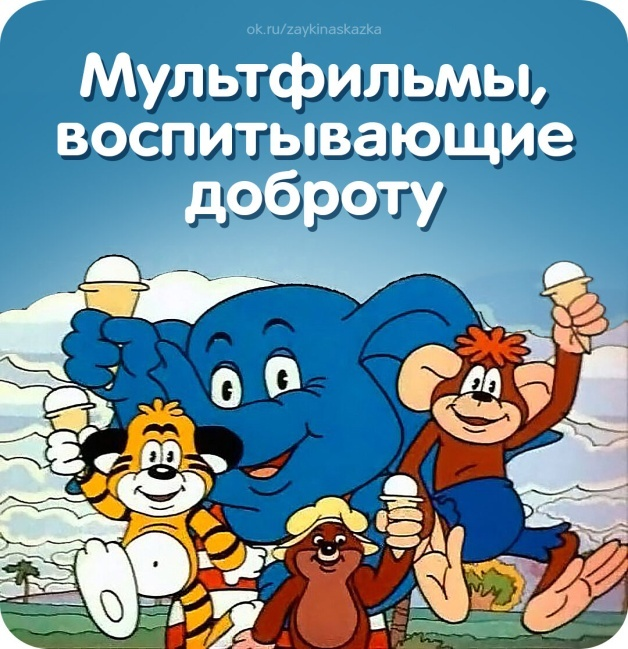 ok.ru/zaykinaskazka
Мультфильмы,
воспитывающие
доброту